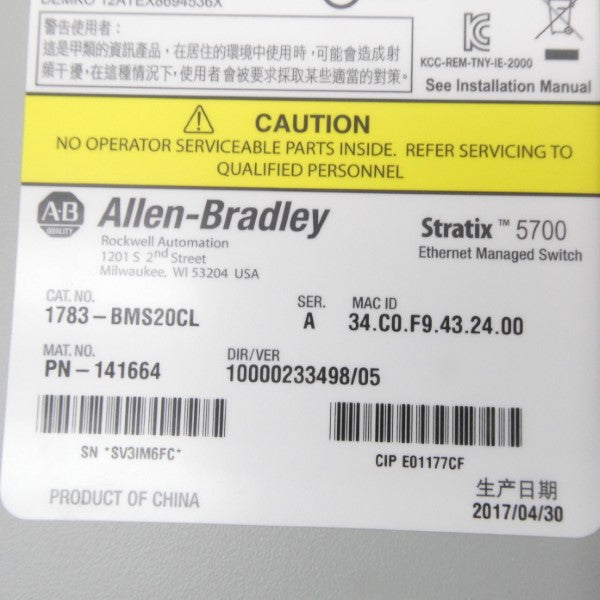 DEMKO 12ATEX8694536X
警告使用者：
這是甲類的資訊產品，在居住的環境中使用時，可能會造成射
頻干擾，在這種情況下，使用者會被要求採取某些適當的對策。
KCC-REM-TNY-IE-2000
See Installation Manual
CAUTION
NO OPERATOR SERVICEABLE PARTS INSIDE. REFER SERVICING TO
QUALIFIED PERSONNEL
A-B
QUALITY
Allen-Bradley
Rockwell Automation
1201 S 2nd Street
Milwaukee, WI 53204 USA
Stratix™ 5700
Ethernet Managed Switch
CAT. NO.
1783-BMS20CL
SER.
A
MAC ID
34.C0.F9.43.24.00
MAT. NO.
PN-141664
DIR/VER
10000233498/05
SN *SV3IM6FC*
CIP E01177CF
PRODUCT OF CHINA
生产日期
2017/04/30